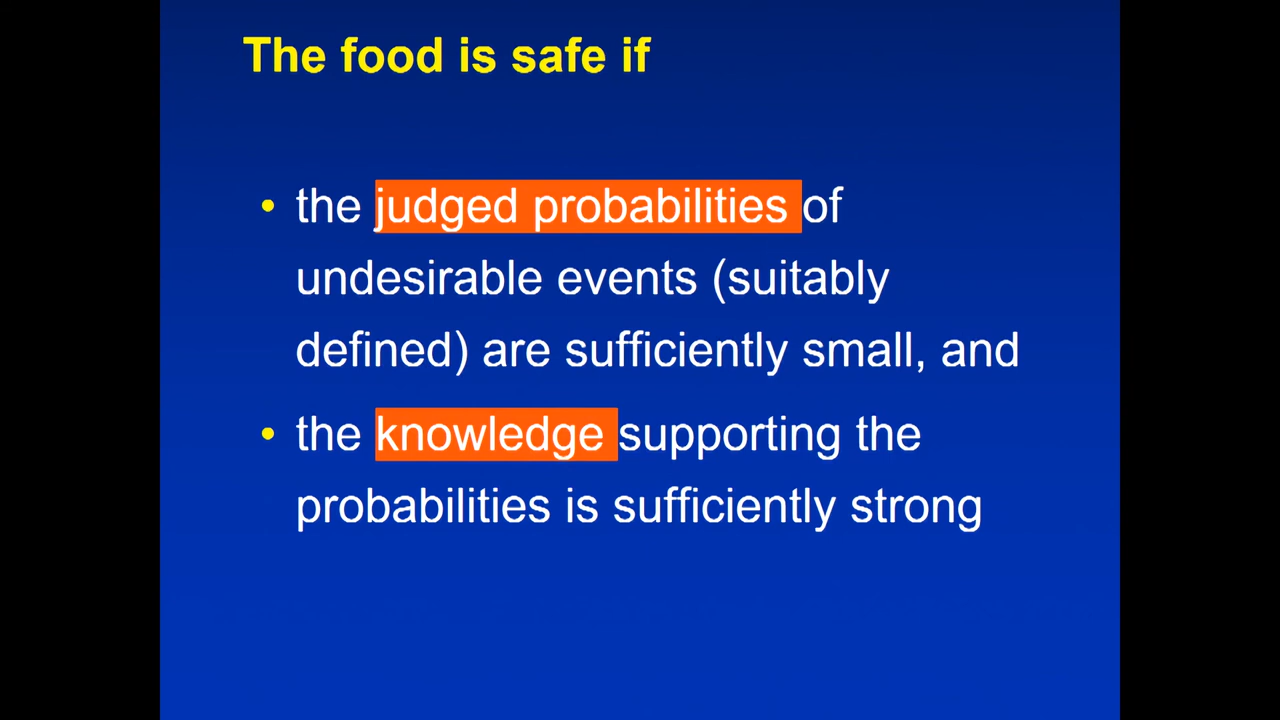 The food is safe if
• the judged probabilities of
undesirable events (suitably
defined) are sufficiently small, and
• the knowledge supporting the
probabilities is sufficiently strong